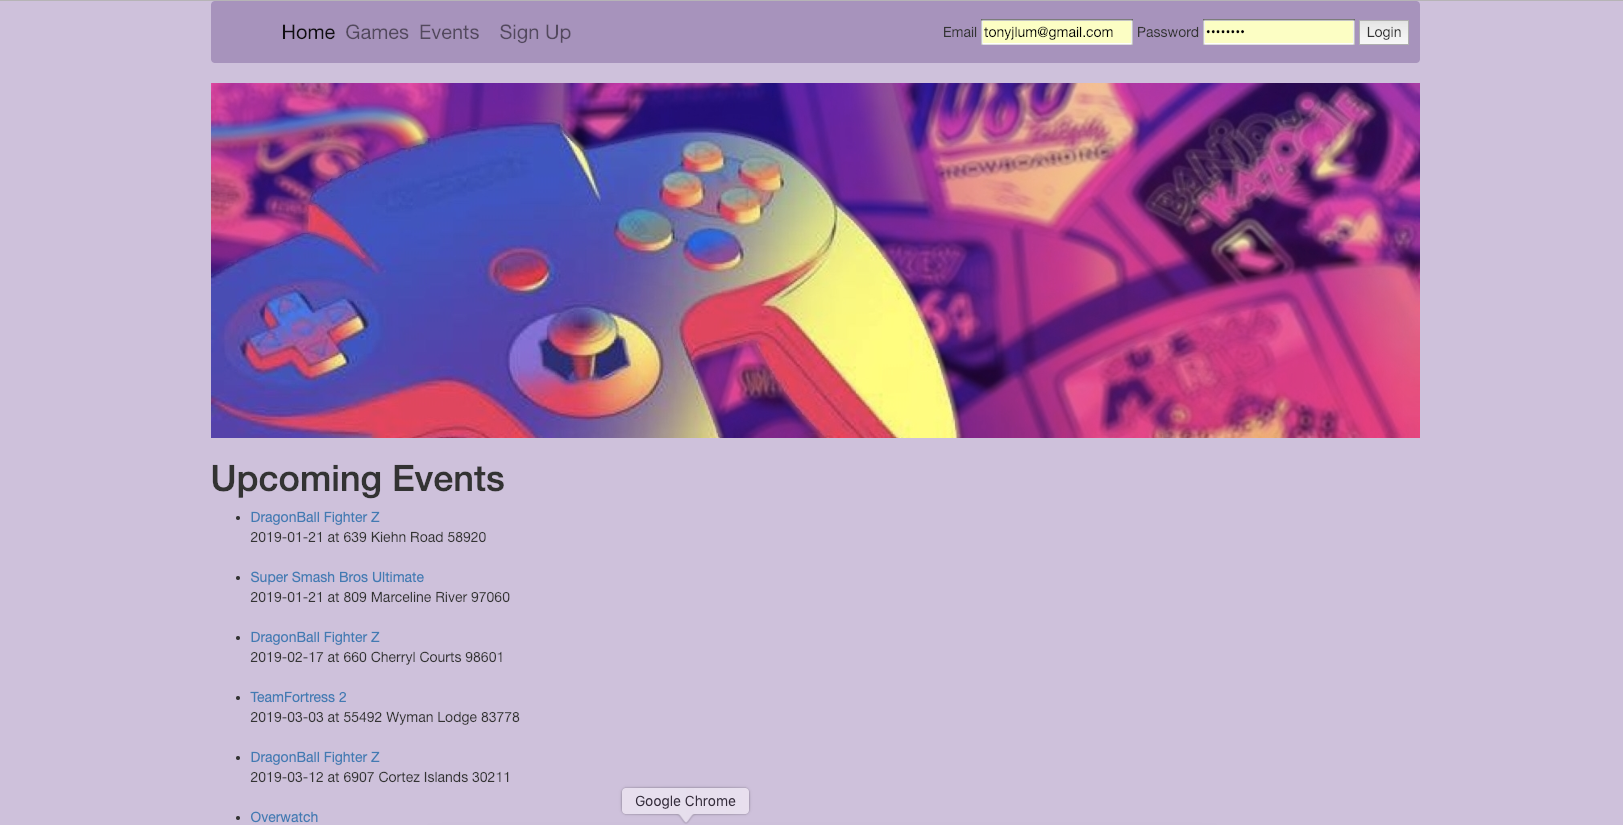 Home Games Events Sign Up Email tonyjlum@gmail.com Password •••••••• Login
64
BANJO
KAZOOIE
Upcoming Events
• DragonBall Fighter Z
2019-01-21 at 639 Kiehn Road 58920
• Super Smash Bros Ultimate
2019-01-21 at 809 Marceline River 97060
• DragonBall Fighter Z
2019-02-17 at 660 Cherryl Courts 98601
• TeamFortress 2
2019-03-03 at 55492 Wyman Lodge 83778
• DragonBall Fighter Z
2019-03-12 at 6907 Cortez Islands 30211
Google Chrome
• Overwatch